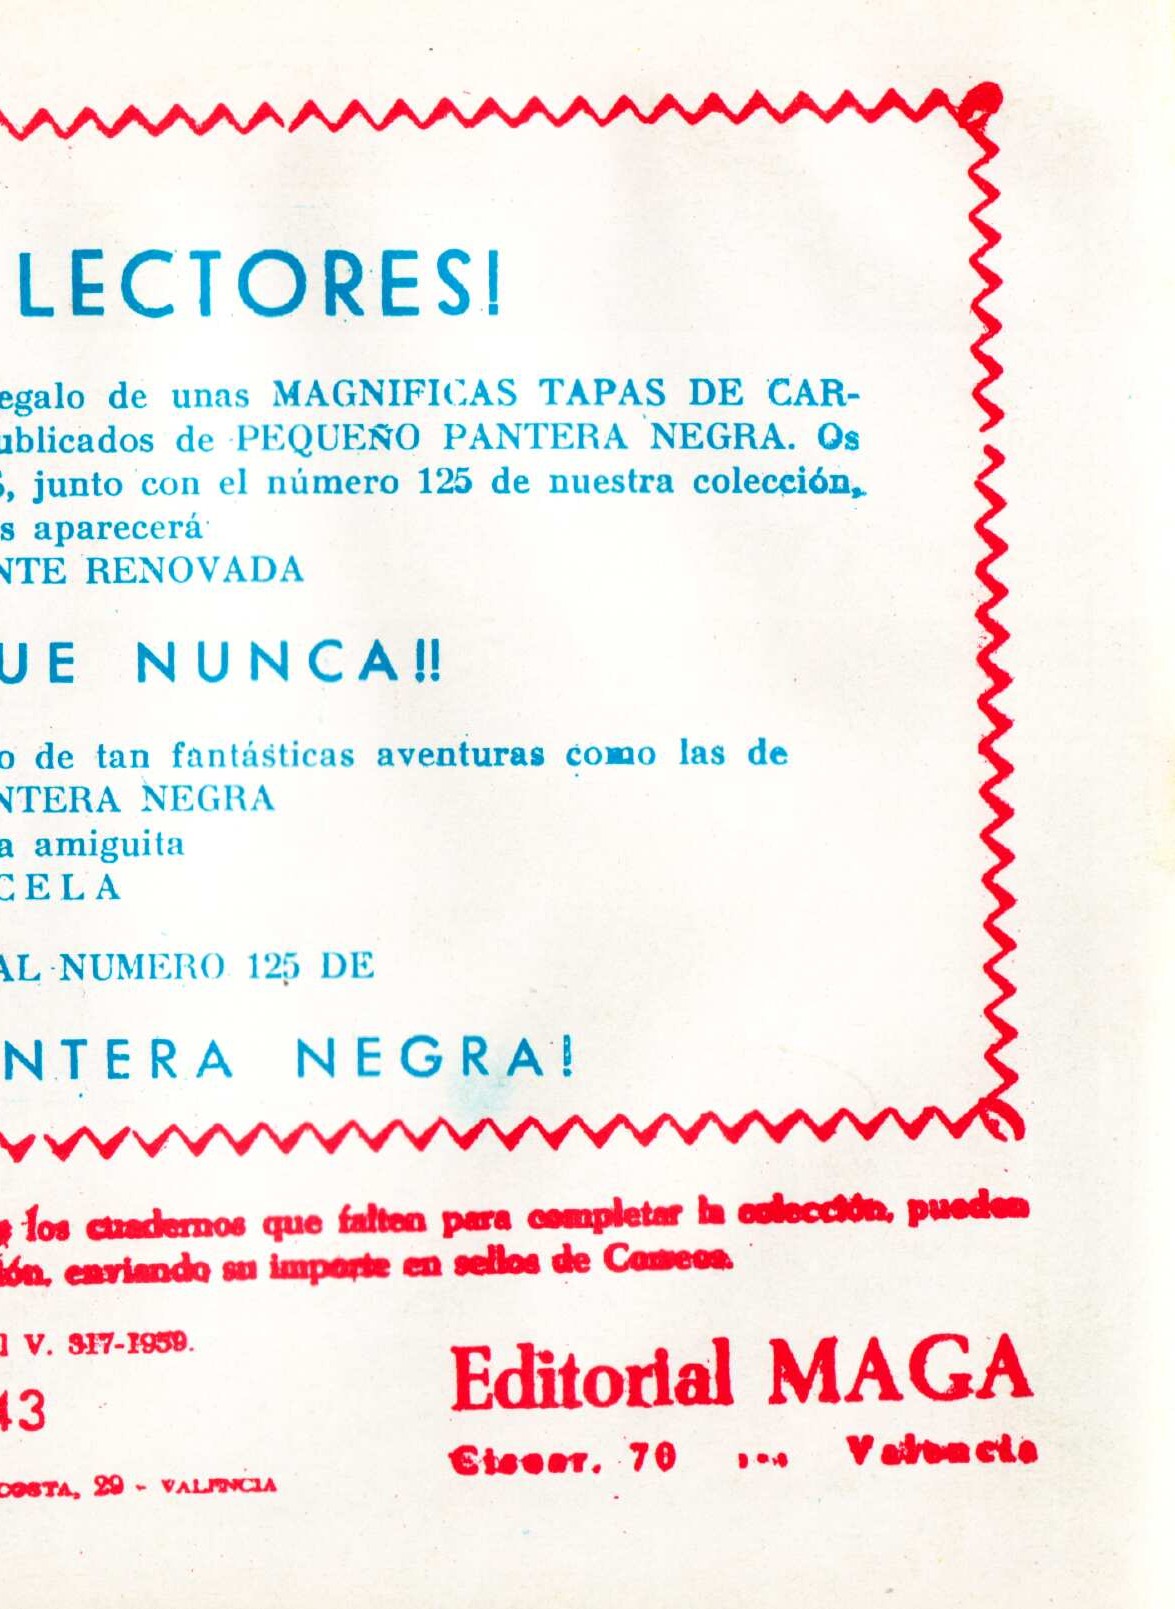 LECTORES!
egalo de unas MAGNIFICAS TAPAS DE CAR-
ublicados de PEQUEÑO PANTERA NEGRA. Os
S, junto con el número 125 de nuestra colección,
s aparecerá
NTE RENOVADA
UE NUNCA!!
o de tan fantásticas aventuras como las de
NTERA NEGRA
a amiguita
CELA
AL NUMERO 125 DE
NTERA NEGRA!
los cuadernos que falten para completar la colección, pueden
ión, enviando su importe en sellos de Correos.
l V. 317-1959.
43
Editorial MAGA
Ciscar, 70 ... Valencia
COSTA, 29 - VALENCIA